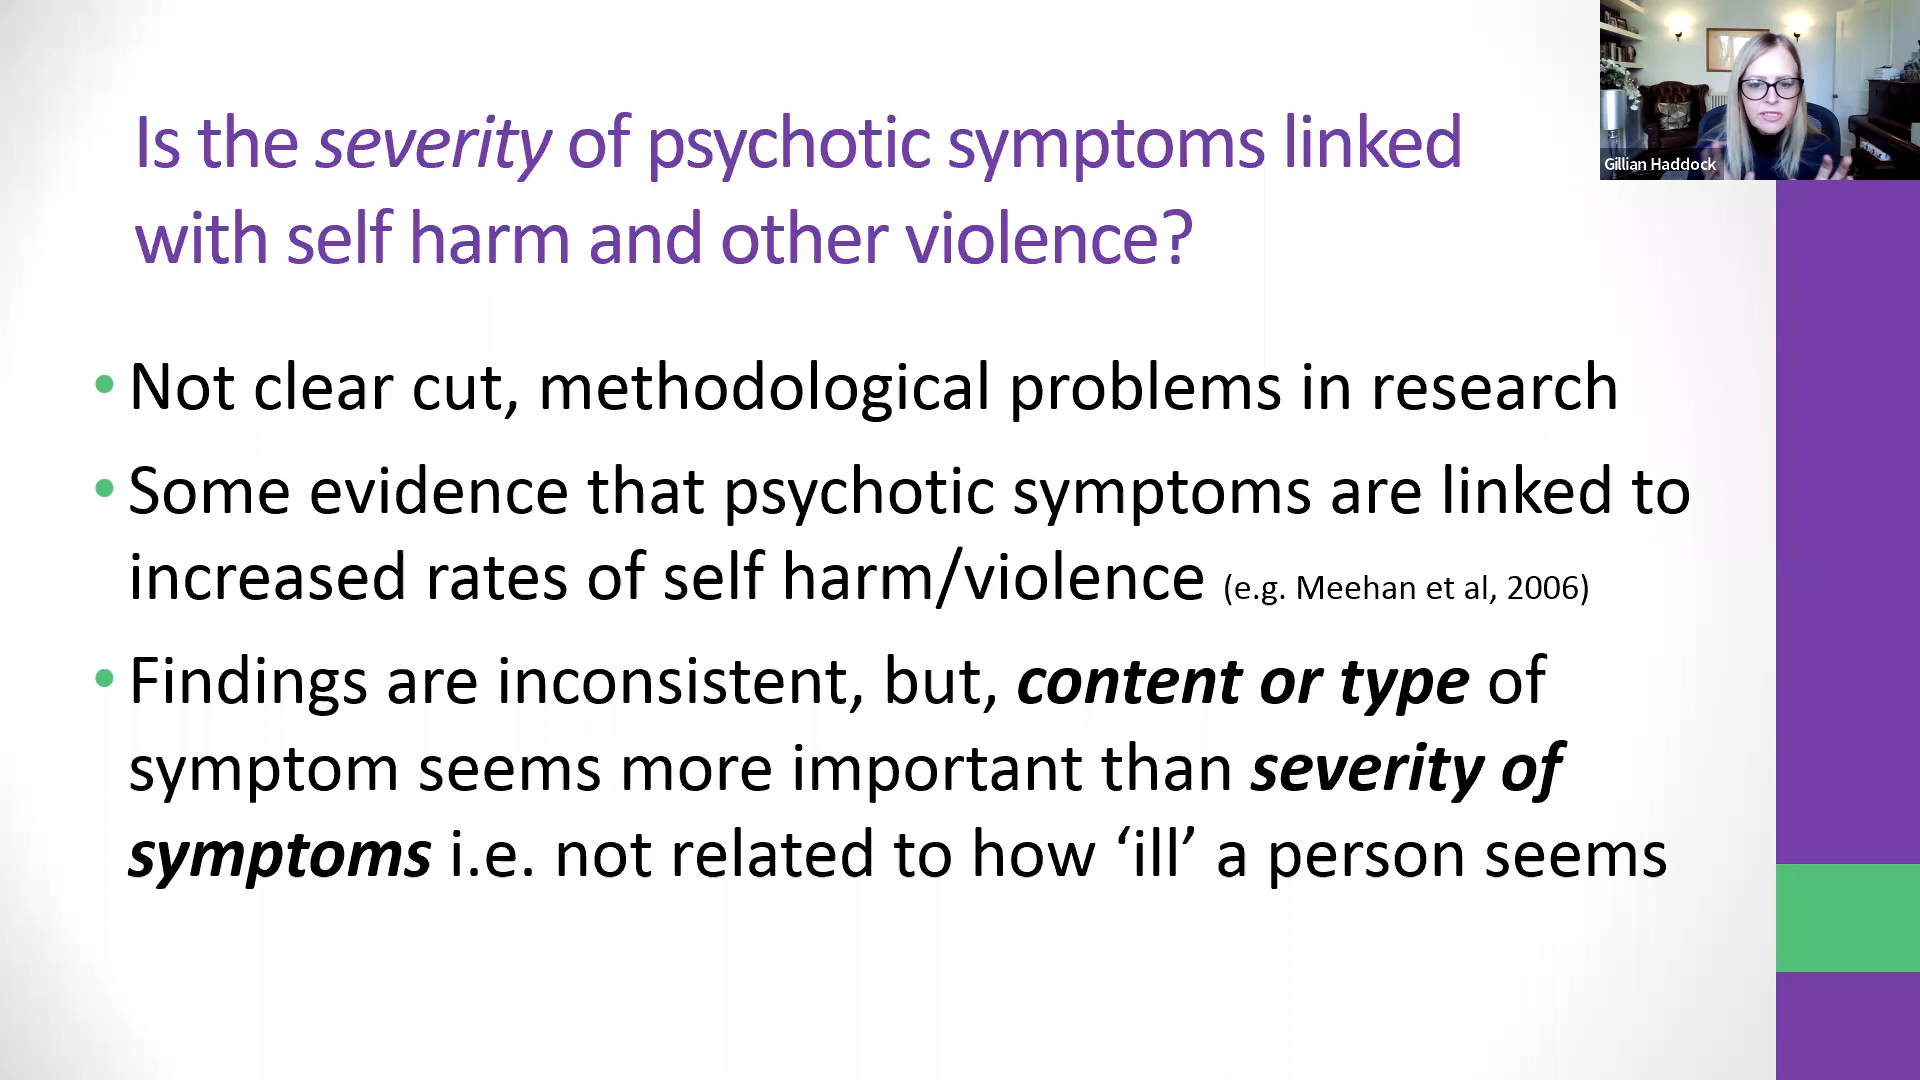 Is the severity of psychotic symptoms linked
with self harm and other violence?
Gillian Haddock
• Not clear cut, methodological problems in research
• Some evidence that psychotic symptoms are linked to
increased rates of self harm/violence (e.g. Meehan et al, 2006)
• Findings are inconsistent, but, content or type of
symptom seems more important than severity of
symptoms i.e. not related to how ‘ill’ a person seems